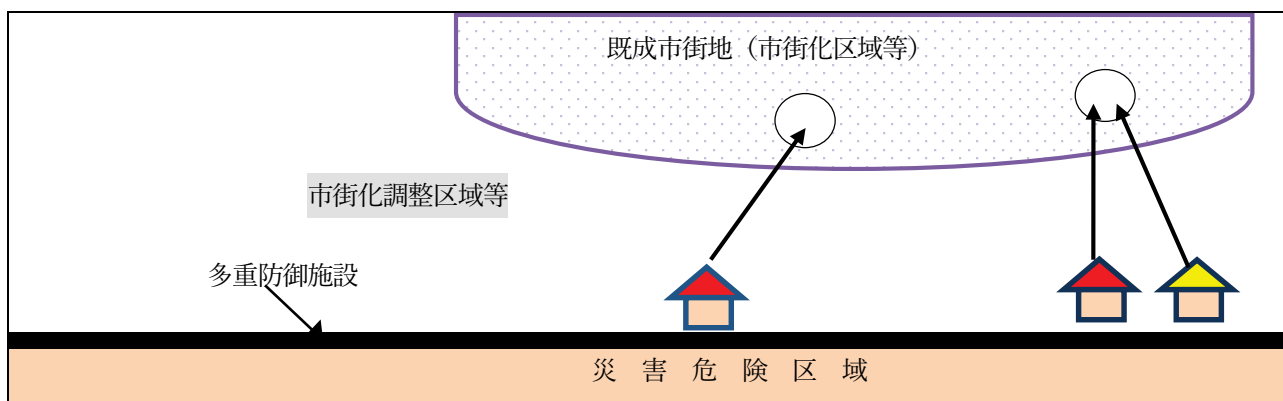 既成市街地（市街化区域等）
市街化調整区域等
多重防御施設
災害危険区域